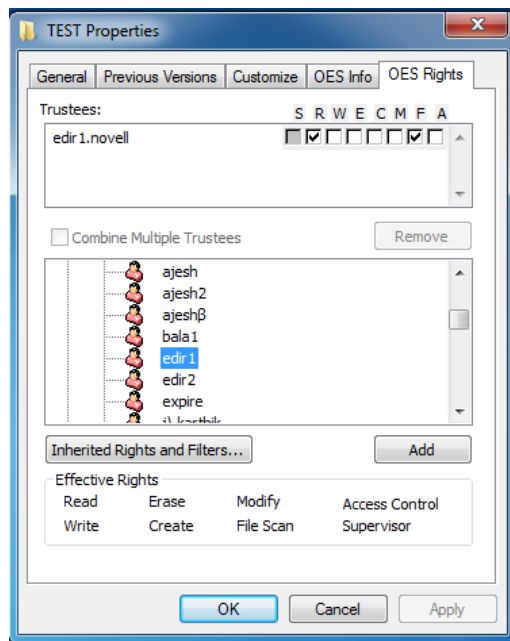 TEST Properties
General Previous Versions Customize OES Info OES Rights
Trustees: S R W E C M F A
edir1.novell
Combine Multiple Trustees Remove
ajesh
ajesh2
ajeshβ
bala1
edir1
edir2
expire
Inherited Rights and Filters... Add
Effective Rights
Read Erase Modify Access Control
Write Create File Scan Supervisor
OK Cancel Apply